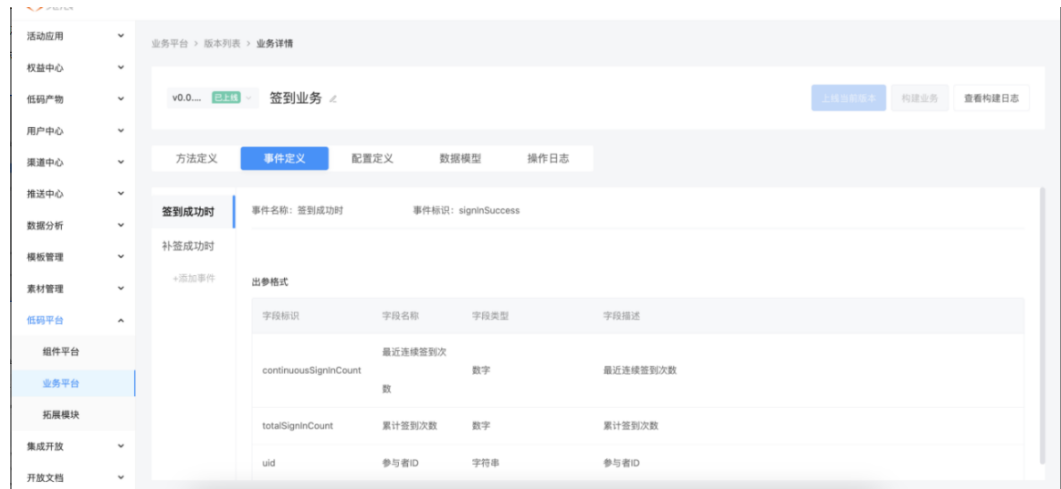 活动应用
权益中心
低码产物
用户中心
渠道中心
推送中心
数据分析
模板管理
素材管理
低码平台
组件平台
业务平台
拓展模块
集成开放
开放文档
业务平台 > 版本列表 > 业务详情
v0.0.... 已上线 签到业务
上线当前版本 构建业务 查看构建日志
方法定义 事件定义 配置定义 数据模型 操作日志
签到成功时
补签成功时
+添加事件
事件名称：签到成功时 事件标识：signInSuccess
出参格式
字段标识 字段名称 字段类型 字段描述
continuousSignInCount 最近连续签到次数 数字 最近连续签到次数
totalSignInCount 累计签到次数 数字 累计签到次数
uid 参与者ID 字符串 参与者ID